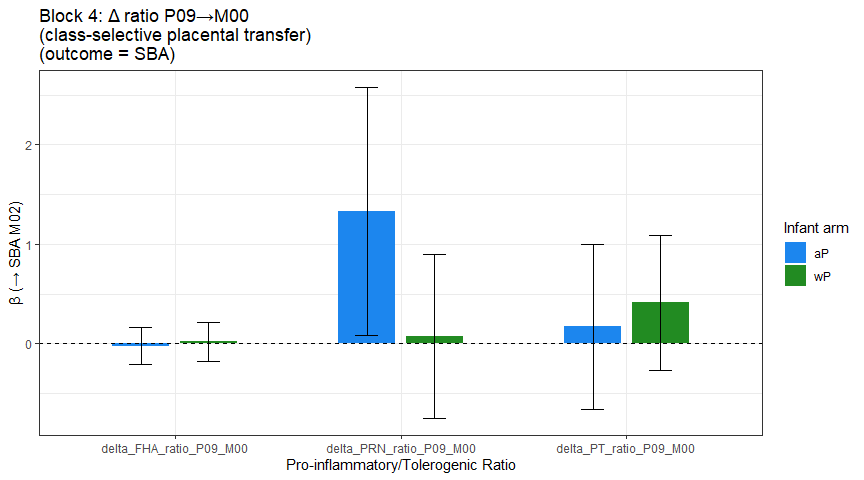 Block 4: Δ ratio P09→M00
(class-selective placental transfer)
(outcome = SBA)
β (→ SBA M02)
2
1
0
delta_FHA_ratio_P09_M00
delta_PRN_ratio_P09_M00
delta_PT_ratio_P09_M00
Pro-inflammatory/Tolerogenic Ratio
Infant arm
aP
wP